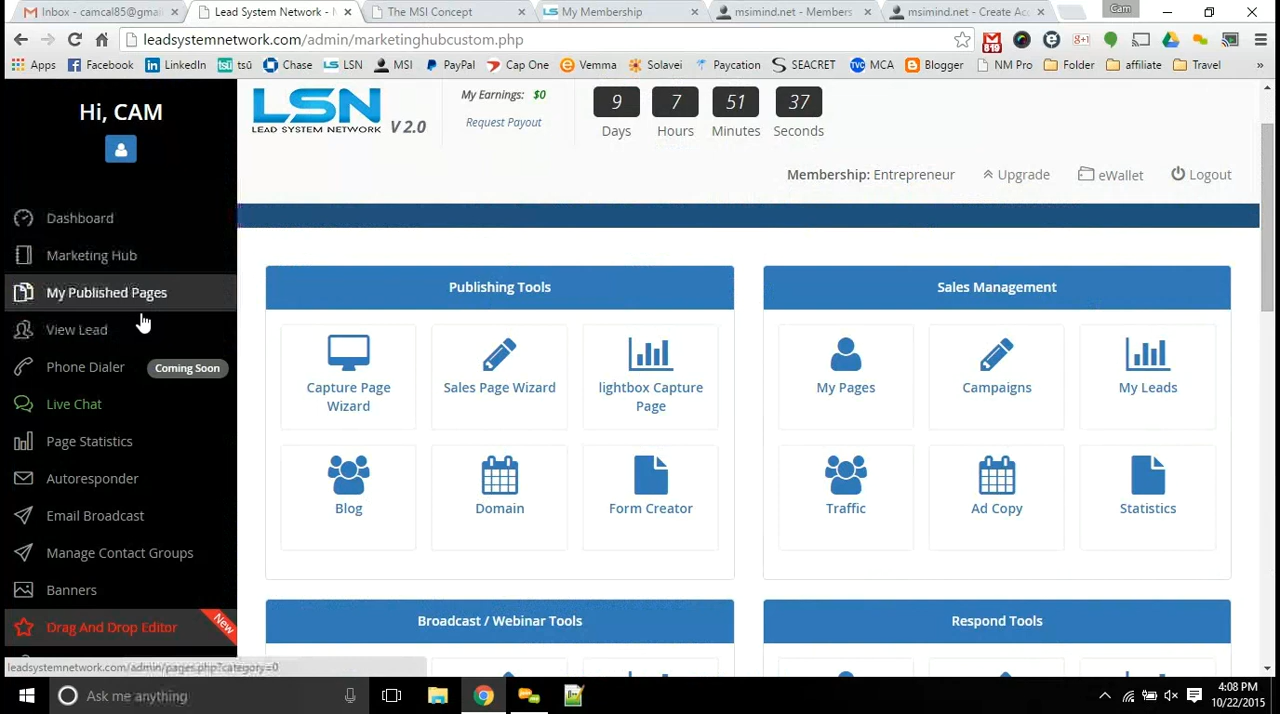 Inbox - camcal85@gmai
Lead System Network -
The MSI Concept
My Membership
msimind.net - Members
msimind.net - Create Acc
Cam
leadsystemnetwork.com/admin/marketinghubcustom.php
819
Apps
Facebook
LinkedIn
tsū
Chase
LSN
MSI
PayPal
Cap One
Vemma
Solavei
Paycation
SEACRET
MCA
Blogger
NM Pro
Folder
affiliate
Travel
»
Hi, CAM
Dashboard
Marketing Hub
My Published Pages
View Lead
Phone Dialer
Coming Soon
Live Chat
Page Statistics
Autoresponder
Email Broadcast
Manage Contact Groups
Banners
Drag And Drop Editor
New
leadsystemnetwork.com/admin/pages.php?category=0
LSN
LEAD SYSTEM NETWORK
V 2.0
My Earnings: $0
Request Payout
9 7 51 37
Days Hours Minutes Seconds
Membership: Entrepreneur
Upgrade
eWallet
Logout
Publishing Tools
Capture Page
Wizard
Sales Page Wizard
lightbox Capture
Page
Blog
Domain
Form Creator
Sales Management
My Pages
Campaigns
My Leads
Traffic
Ad Copy
Statistics
Broadcast / Webinar Tools
Respond Tools
Ask me anything
4:08 PM
10/22/2015